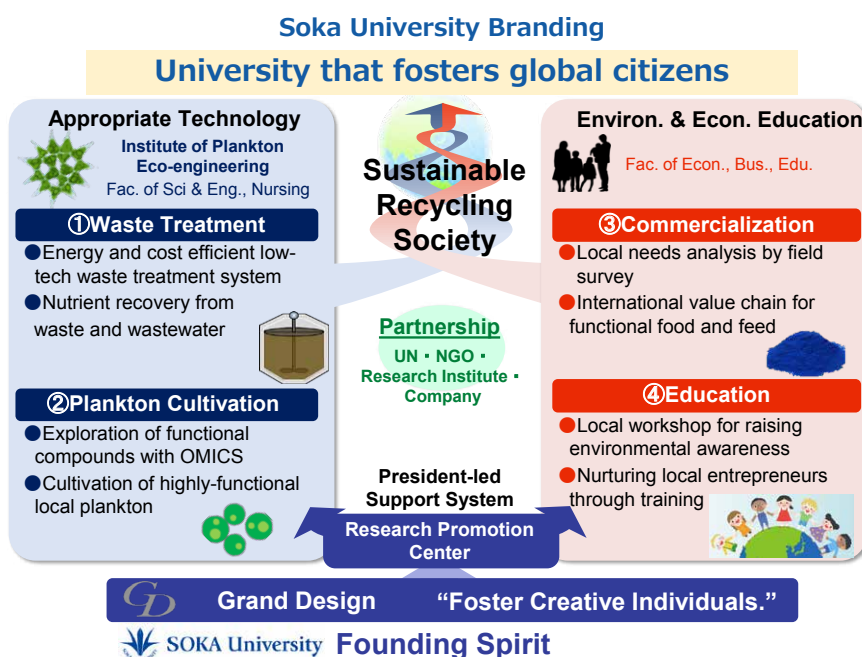 Soka University Branding
University that fosters global citizens
Appropriate Technology
Institute of Plankton
Eco-engineering
Fac. of Sci & Eng., Nursing
①Waste Treatment
●Energy and cost efficient low-
tech waste treatment system
●Nutrient recovery from
waste and wastewater
②Plankton Cultivation
●Exploration of functional
compounds with OMICS
●Cultivation of highly-functional
local plankton
Sustainable
Recycling
Society
Partnership
UN・NGO・
Research Institute・
Company
President-led
Support System
Research Promotion
Center
Environ. & Econ. Education
Fac. of Econ., Bus., Edu.
③Commercialization
●Local needs analysis by field
survey
●International value chain for
functional food and feed
④Education
●Local workshop for raising
environmental awareness
●Nurturing local entrepreneurs
through training
GD Grand Design “Foster Creative Individuals.”
SOKA University Founding Spirit